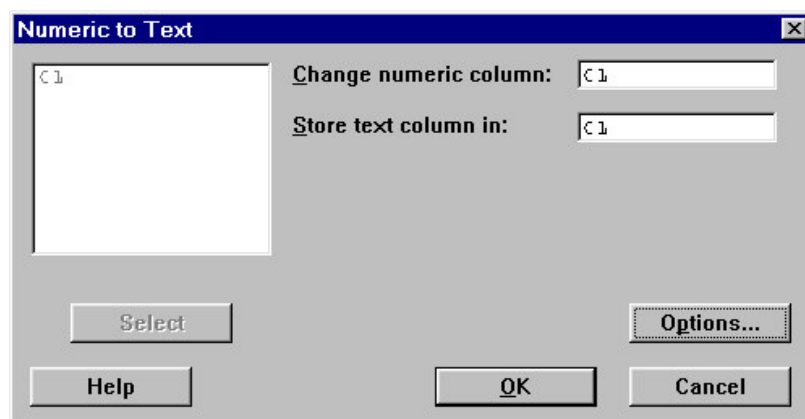 Numeric to Text
C1
Change numeric column: C1
Store text column in: C1
Select
Options...
Help
OK
Cancel